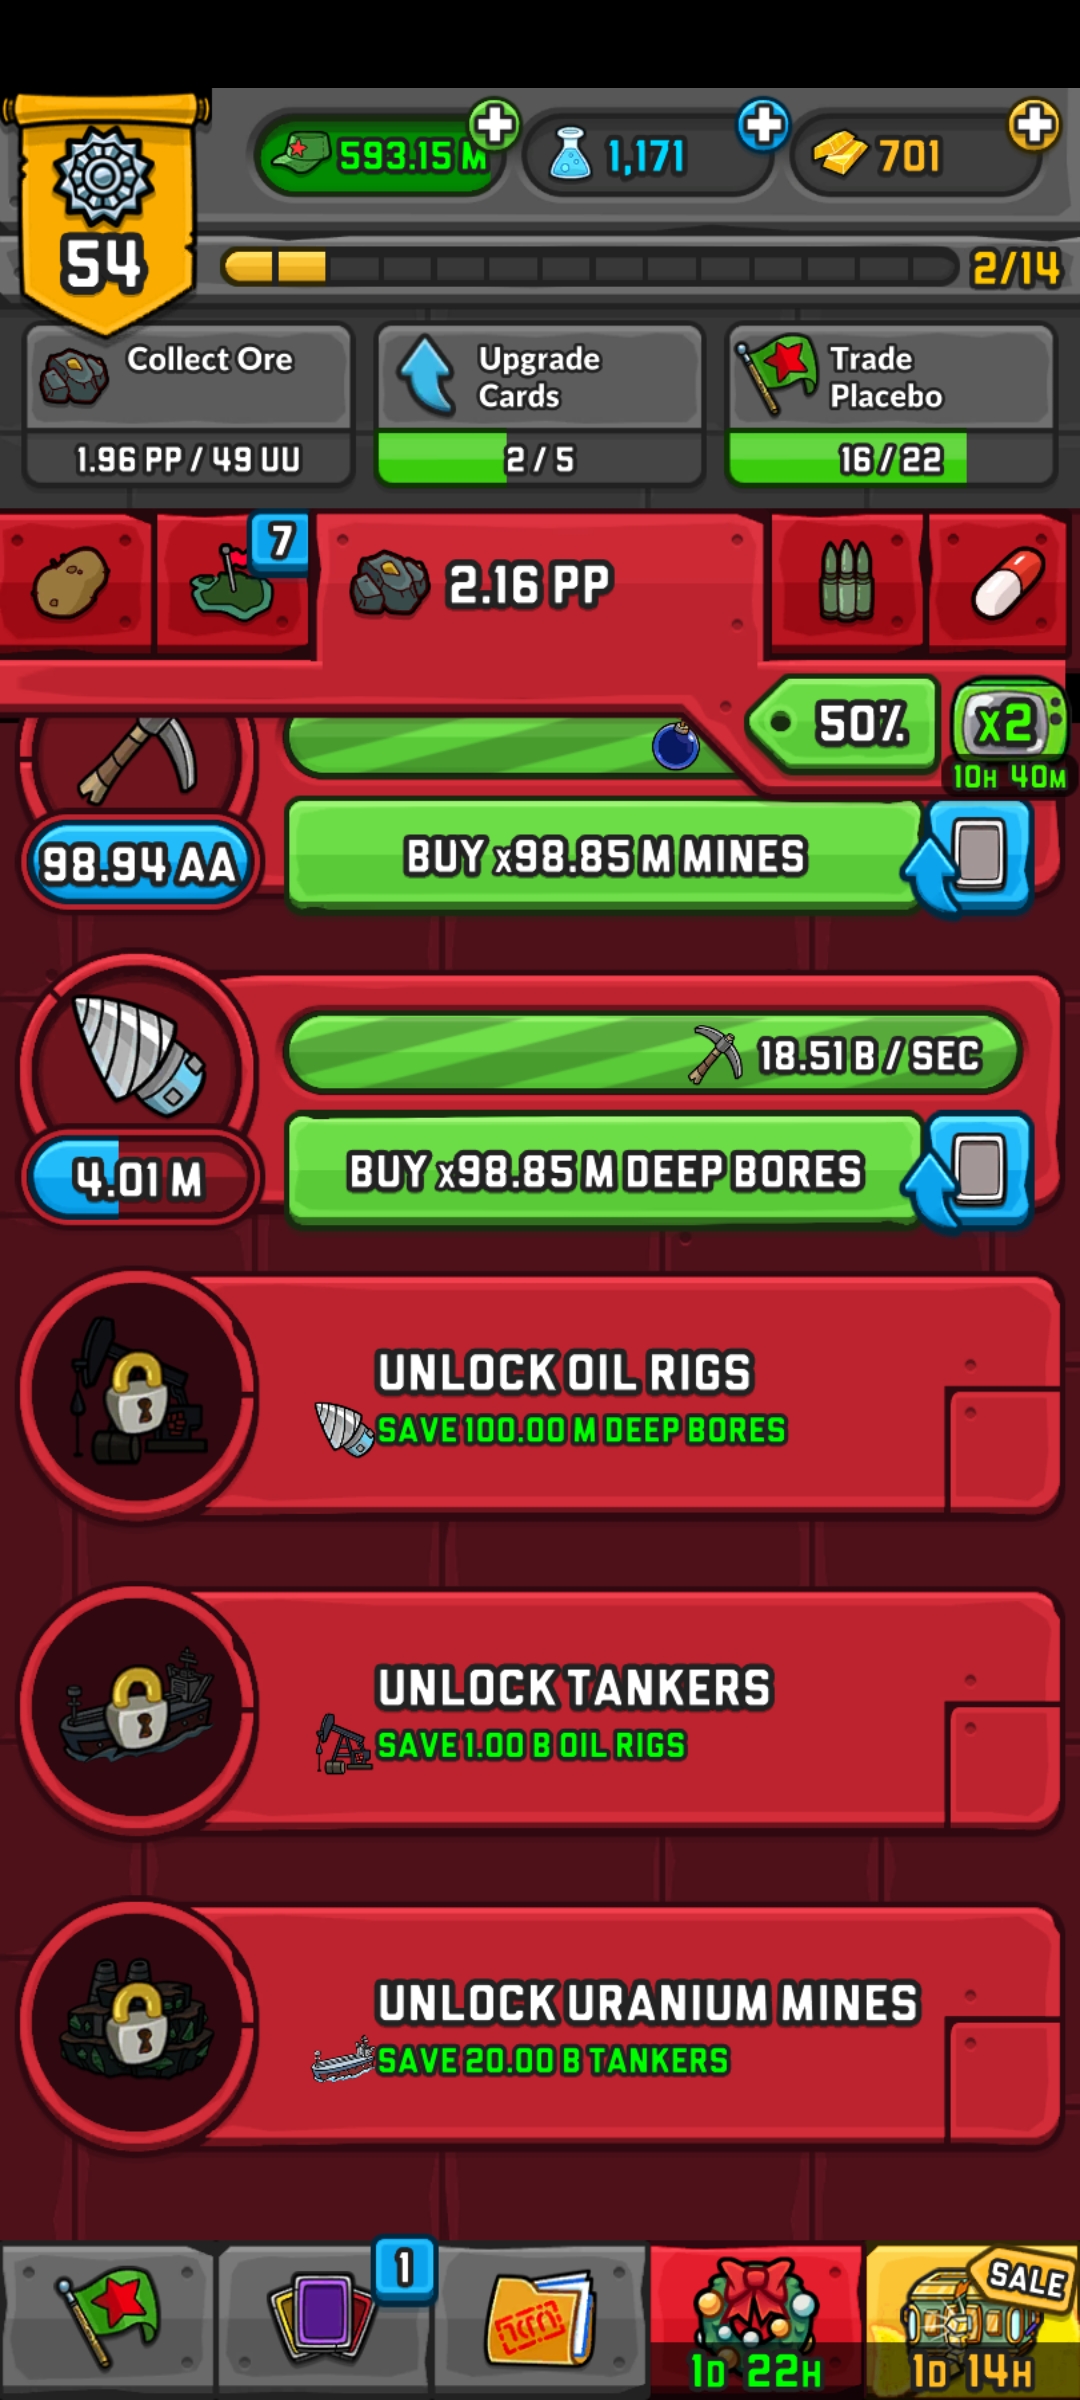 593.15 M
1,171
701
54
2/14
Collect Ore
1.96 PP / 49 UU
Upgrade
Cards
2 / 5
Trade
Placebo
16 / 22
7
2.16 PP
50%
X2
10H 40M
98.94 AA
BUY x98.85 M MINES
18.51 B / SEC
4.01 M
BUY x98.85 M DEEP BORES
UNLOCK OIL RIGS
SAVE 100.00 M DEEP BORES
UNLOCK TANKERS
SAVE 1.00 B OIL RIGS
UNLOCK URANIUM MINES
SAVE 20.00 B TANKERS
1
SALE
1D 22H
1D 14H